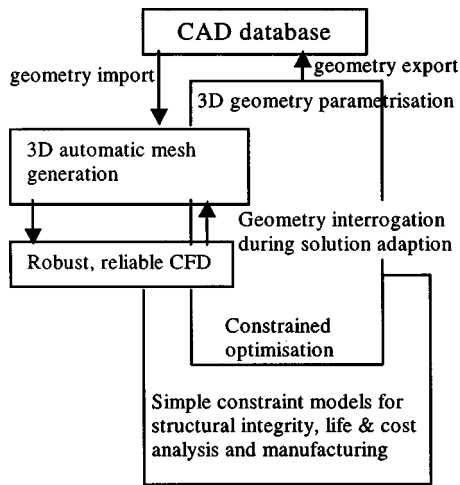 CAD database
geometry import
geometry export
3D geometry parametrisation
3D automatic mesh
generation
Geometry interrogation
during solution adaption
Robust, reliable CFD
Constrained
optimisation
Simple constraint models for
structural integrity, life & cost
analysis and manufacturing